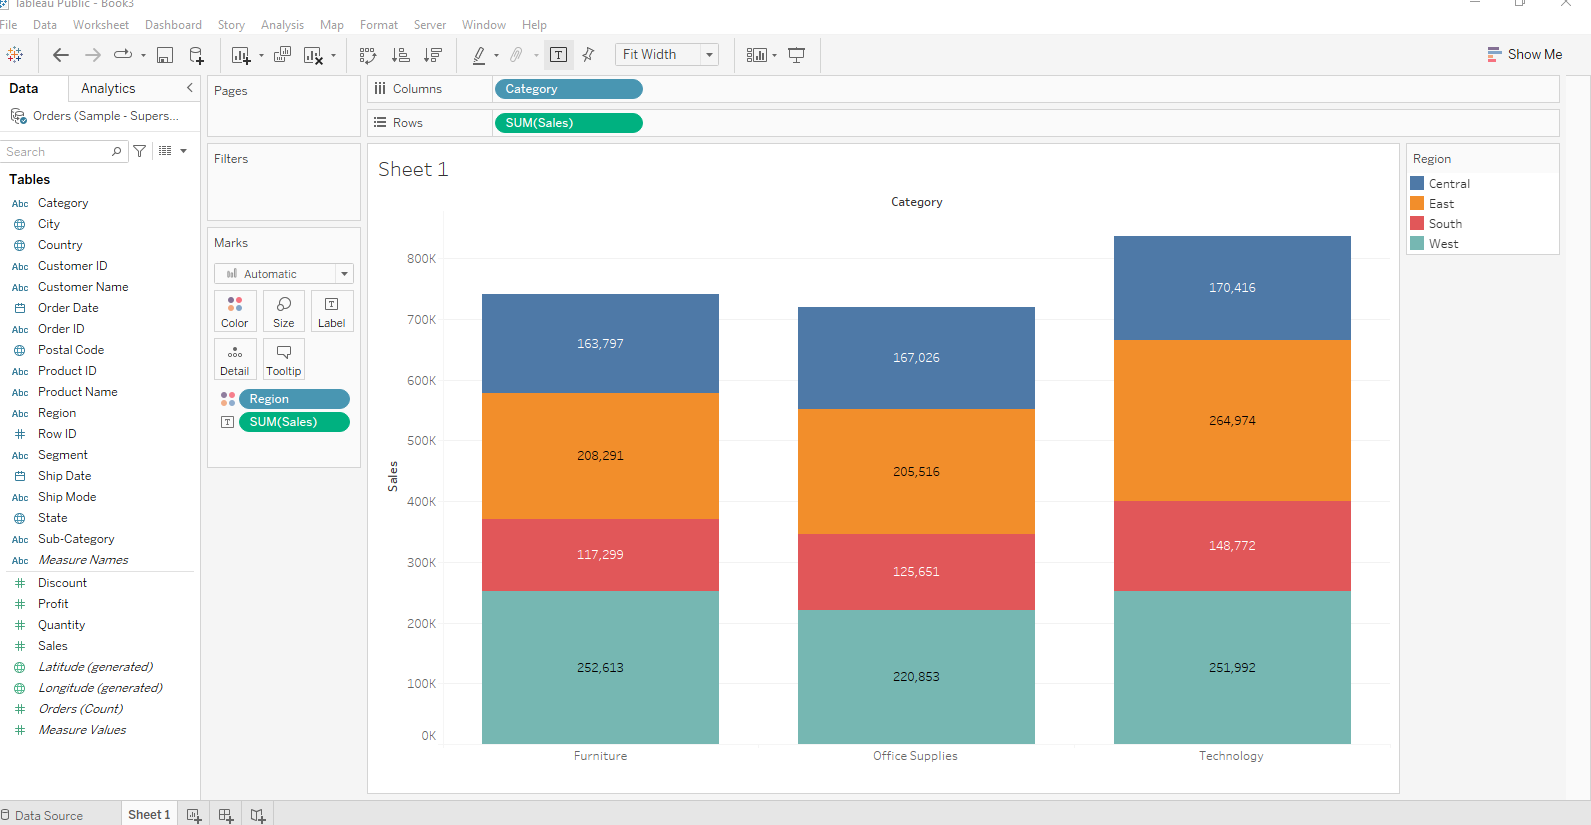 Tableau Public - Book3
File Data Worksheet Dashboard Story Analysis Map Format Server Window Help
T Fit Width Show Me
Data Analytics
Orders (Sample - Supers...
Search
Tables
Abc Category
City
Country
Abc Customer ID
Abc Customer Name
Order Date
Abc Order ID
Postal Code
Abc Product ID
Abc Product Name
Abc Region
# Row ID
Abc Segment
Ship Date
Abc Ship Mode
State
Abc Sub-Category
Abc Measure Names
# Discount
# Profit
# Quantity
# Sales
Latitude (generated)
Longitude (generated)
# Orders (Count)
# Measure Values
Pages
Filters
Marks
Automatic
Color Size T Label
Detail Tooltip
Region
T SUM(Sales)
Columns Category
Rows SUM(Sales)
Sheet 1
Category
Sales
800K
700K
600K
500K
400K
300K
200K
100K
0K
163,797
208,291
117,299
252,613
167,026
205,516
125,651
220,853
170,416
264,974
148,772
251,992
Furniture Office Supplies Technology
Region
Central
East
South
West
Data Source Sheet 1